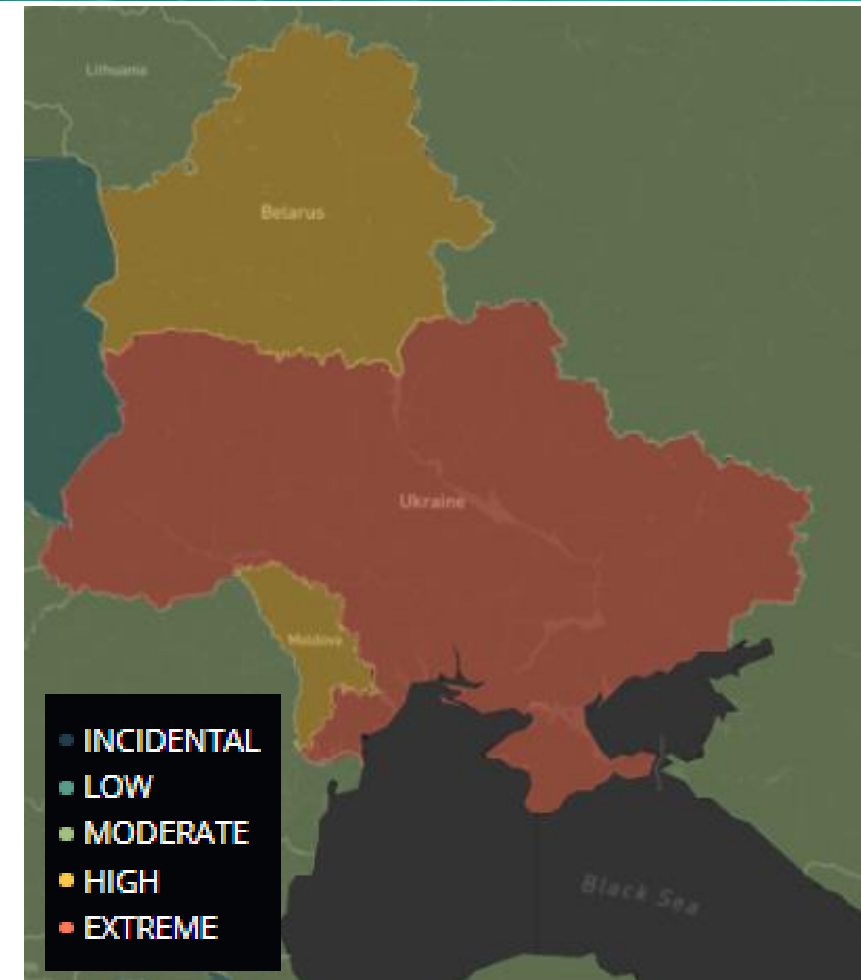 Lithuania
Belarus
Ukraine
Moldova
INCIDENTAL
LOW
MODERATE
HIGH
EXTREME
Black Sea